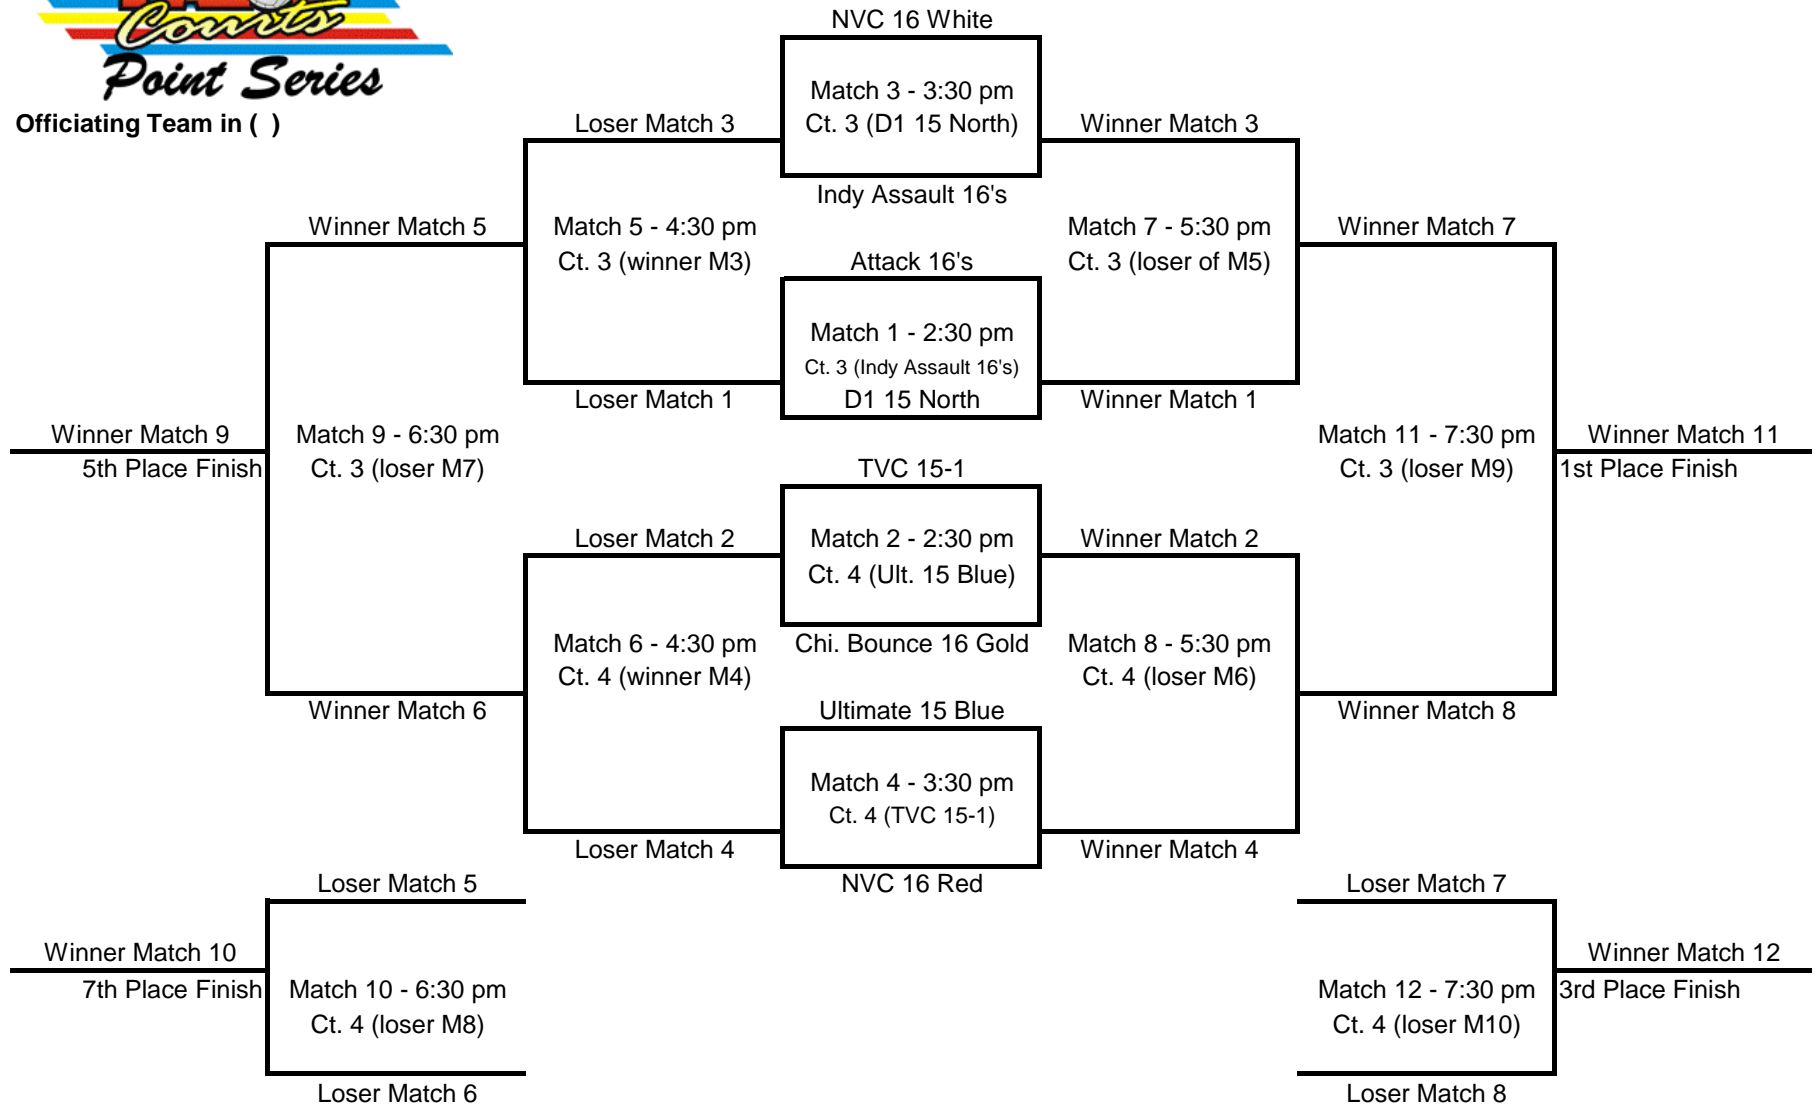 Courts
Point Series
Officiating Team in ( )
NVC 16 White
Match 3 - 3:30 pm
Ct. 3 (D1 15 North)
Indy Assault 16's
Loser Match 3
Winner Match 3
Winner Match 5
Match 5 - 4:30 pm
Ct. 3 (winner M3)
Match 7 - 5:30 pm
Ct. 3 (loser of M5)
Winner Match 7
Attack 16's
Match 1 - 2:30 pm
Ct. 3 (Indy Assault 16's)
D1 15 North
Loser Match 1
Winner Match 1
Winner Match 9
5th Place Finish
Match 9 - 6:30 pm
Ct. 3 (loser M7)
Match 11 - 7:30 pm
Ct. 3 (loser M9)
Winner Match 11
1st Place Finish
TVC 15-1
Loser Match 2
Match 2 - 2:30 pm
Ct. 4 (Ult. 15 Blue)
Winner Match 2
Chi. Bounce 16 Gold
Match 6 - 4:30 pm
Ct. 4 (winner M4)
Match 8 - 5:30 pm
Ct. 4 (loser M6)
Winner Match 6
Ultimate 15 Blue
Winner Match 8
Match 4 - 3:30 pm
Ct. 4 (TVC 15-1)
Loser Match 4
Winner Match 4
NVC 16 Red
Loser Match 5
Loser Match 7
Winner Match 10
7th Place Finish
Match 10 - 6:30 pm
Ct. 4 (loser M8)
Match 12 - 7:30 pm
Ct. 4 (loser M10)
Winner Match 12
3rd Place Finish
Loser Match 6
Loser Match 8